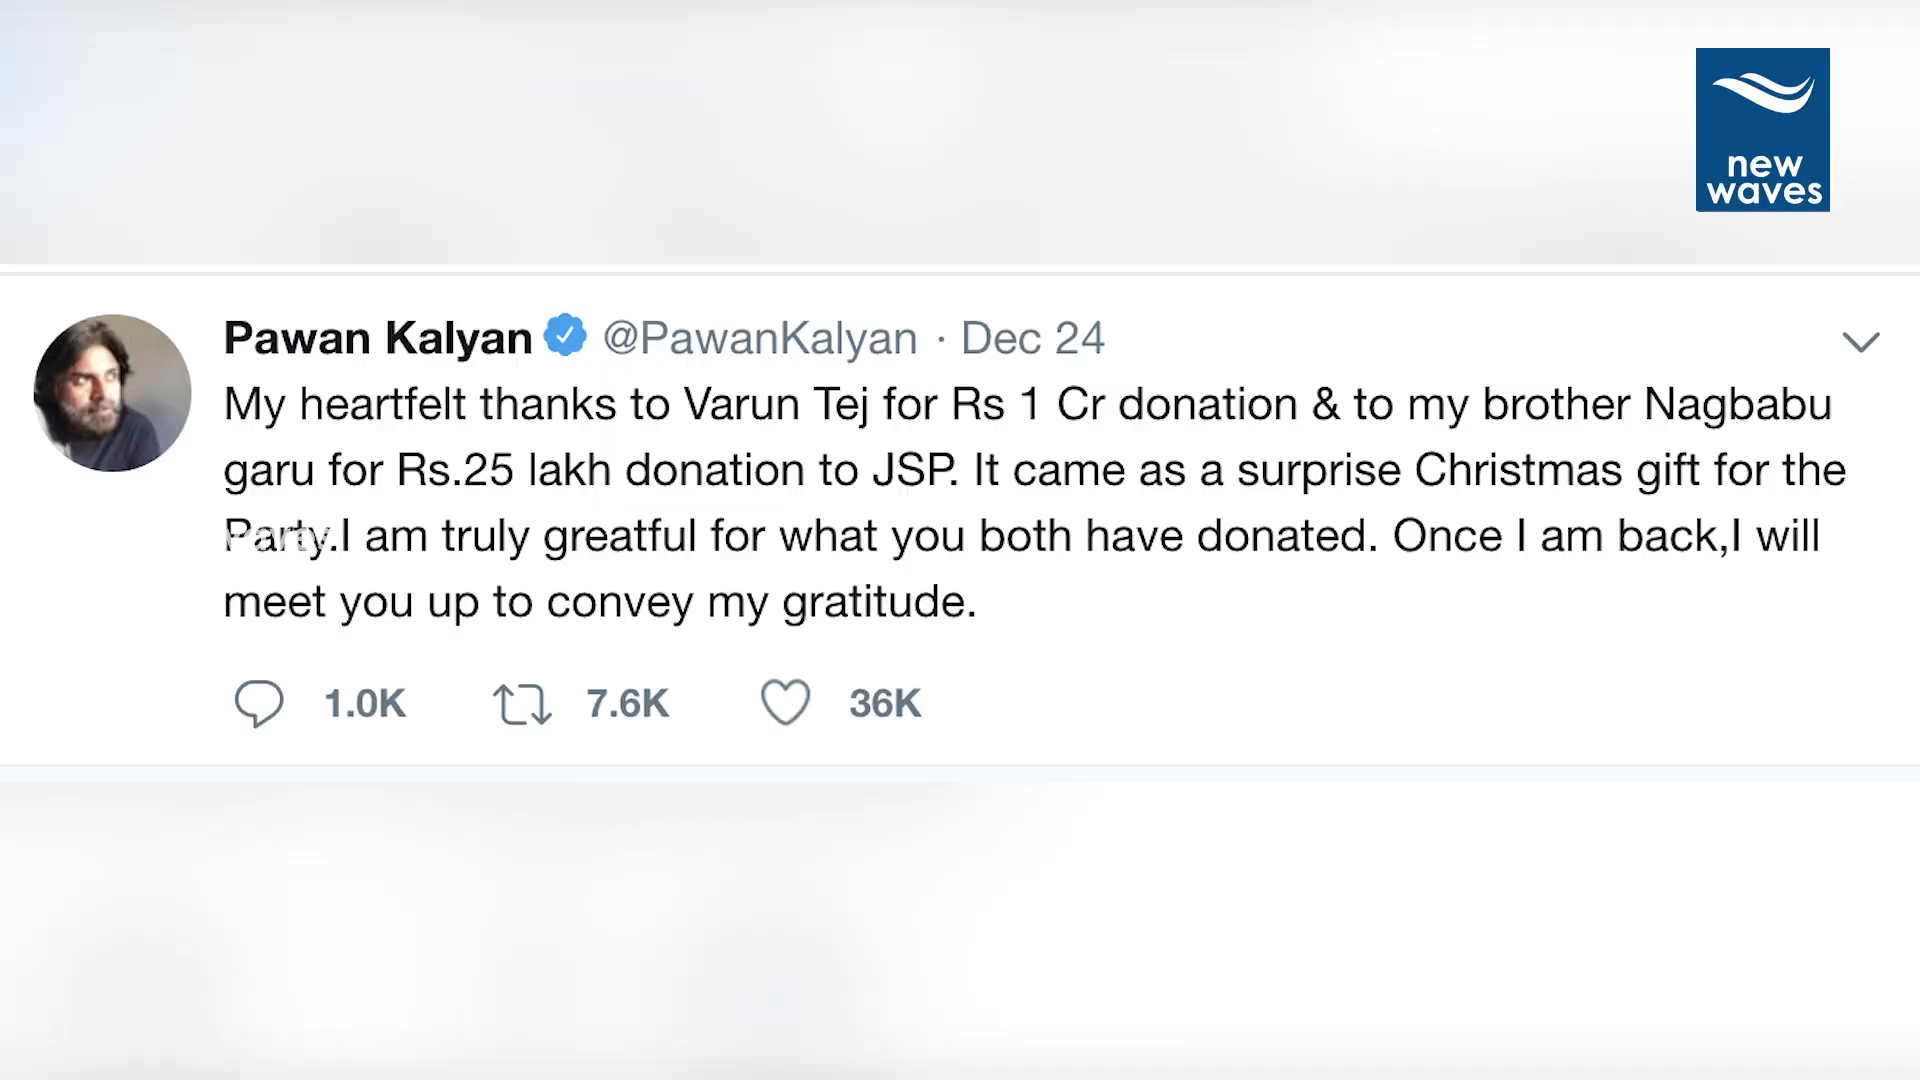 new
waves
Pawan Kalyan @PawanKalyan · Dec 24
My heartfelt thanks to Varun Tej for Rs 1 Cr donation & to my brother Nagbabu
garu for Rs.25 lakh donation to JSP. It came as a surprise Christmas gift for the
Party.I am truly greatful for what you both have donated. Once I am back,I will
meet you up to convey my gratitude.
1.0K 7.6K 36K